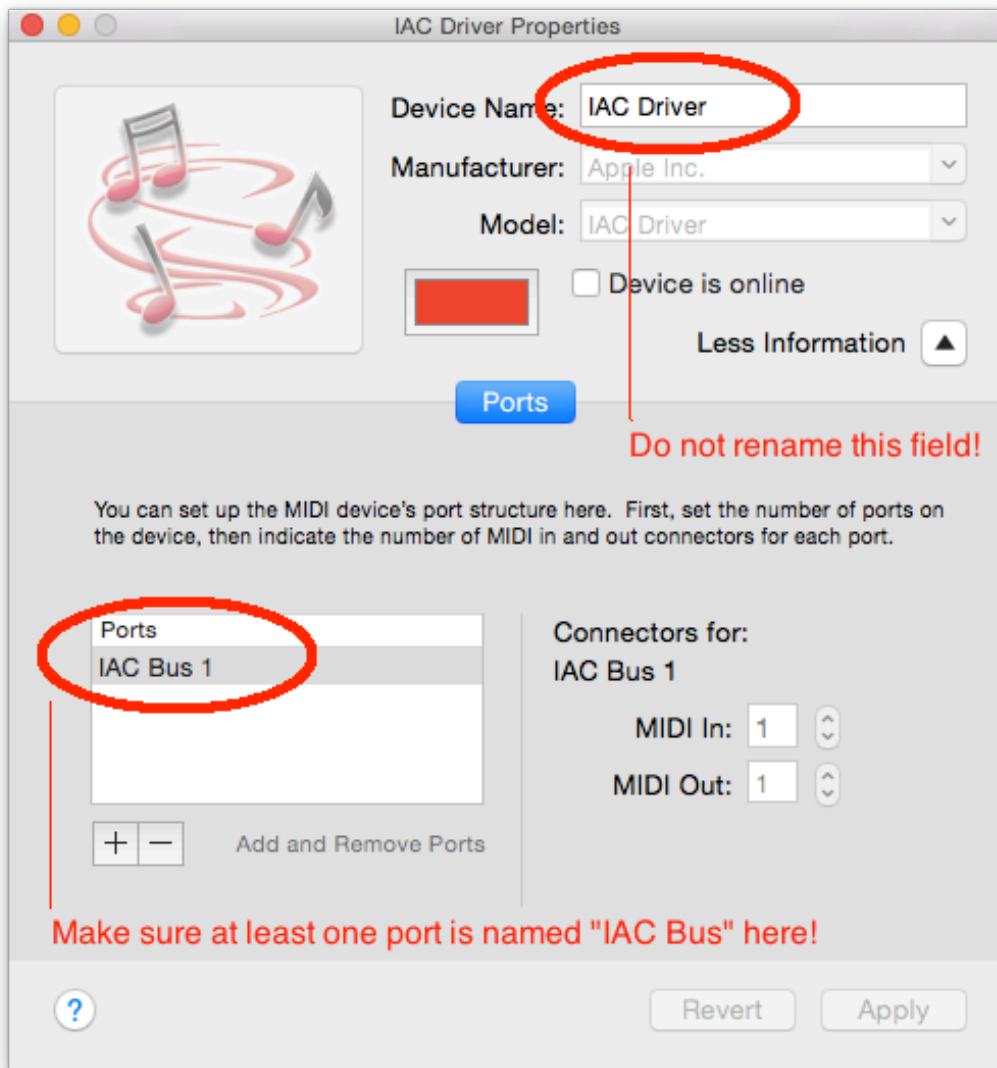 IAC Driver Properties
Device Name: IAC Driver
Manufacturer: Apple Inc.
Model: IAC Driver
Device is online
Less Information
Ports
Do not rename this field!
You can set up the MIDI device's port structure here. First, set the number of ports on
the device, then indicate the number of MIDI in and out connectors for each port.
Ports
IAC Bus 1
Connectors for:
IAC Bus 1
MIDI In: 1
MIDI Out: 1
+ − Add and Remove Ports
Make sure at least one port is named "IAC Bus" here!
? Revert Apply